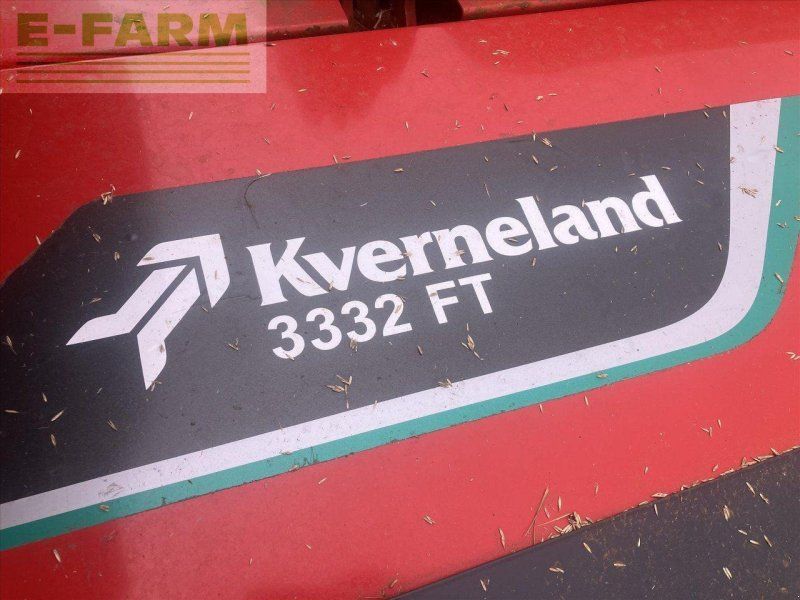 E-FARM
Kverneland
3332 FT